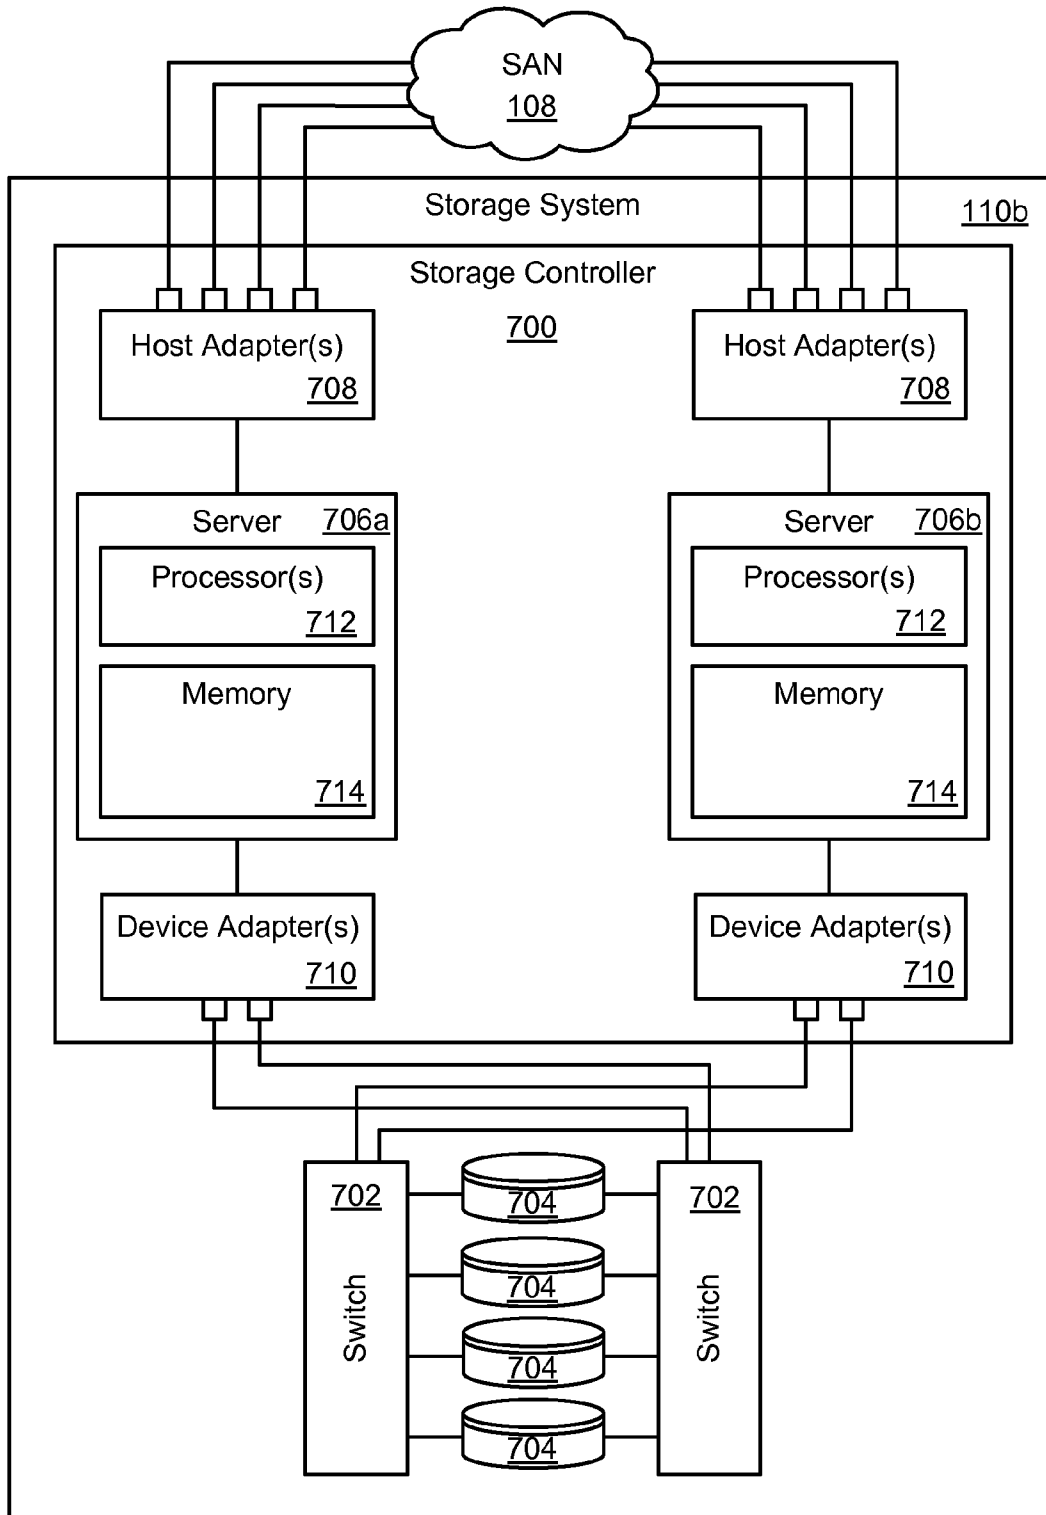 SAN
108
Storage System
110b
Storage Controller
700
Host Adapter(s)
708
Host Adapter(s)
708
Server 706a
Processor(s)
712
Memory
714
Server 706b
Processor(s)
712
Memory
714
Device Adapter(s)
710
Device Adapter(s)
710
702
Switch
704
704
704
704
702
Switch